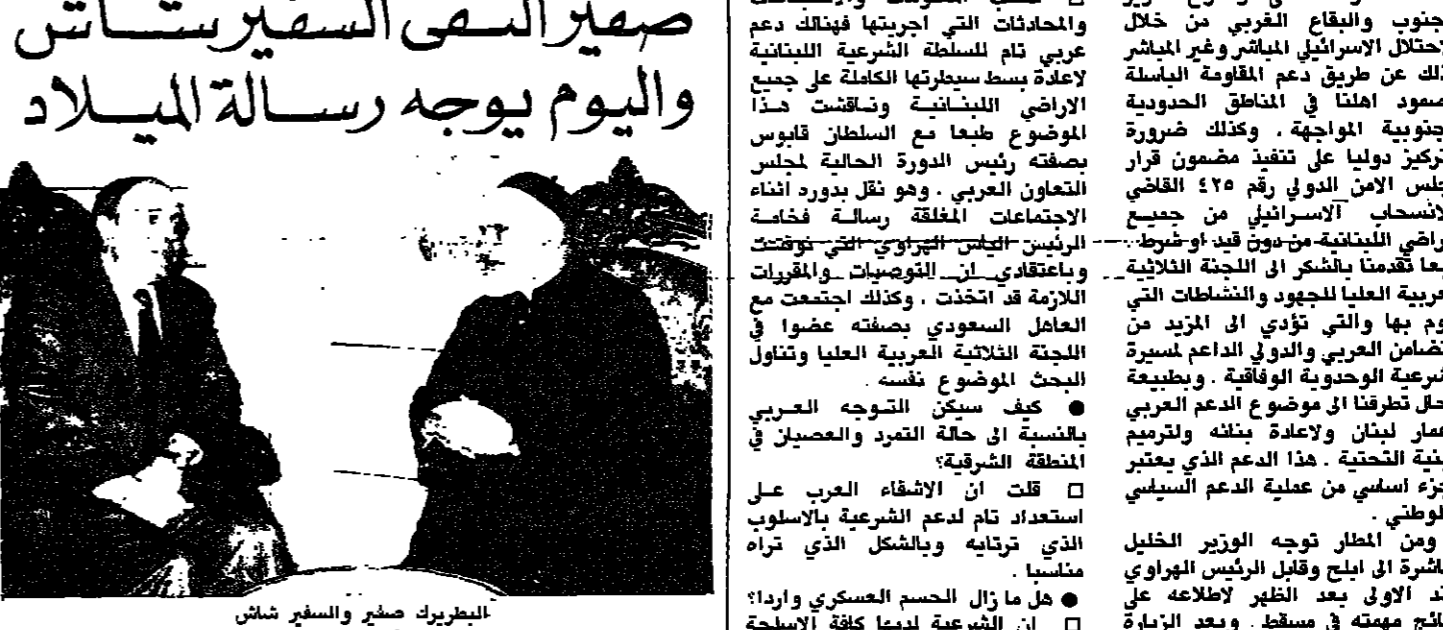 صفير التقى السفير شاش
واليوم يوجه رسالة الميلاد
البطريرك صفير والسفير شاش
جنوب والبقاع الغربي من خلال
احتلال الاسرائيلي المباشر وغير المباشر
ذلك عن طريق دعم المقاومة الباسلة
صمود اهلنا في المناطق الحدودية
جنوبية المواجهة . وكذلك ضرورة
تركيز دوليا على تنفيذ مضمون قرار
جلس الامن الدولي رقم ٤٢٥ القاضي
لانسحاب الاسرائيلي من جميع
راضي اللبنانية من دون قيد او شرط .
بعا تقدمنا بالشكر الى اللجنة الثلاثية
عربية العليا للجهود والنشاطات التي
وم بها والتي تؤدي الى المزيد من
تضامن العربي والدولي الداعم لمسيرة
شرعية الوحدوية الوفاقية . وبطبيعة
حال تطرقنا الى موضوع الدعم العربي
عمار لبنان ولاعادة بنائه ولترميم
بنية التحتية . هذا الدعم الذي يعتبر
جزء اساسي من عملية الدعم السياسي
لوطني .
ومن المطار توجه الوزير الخليل
باشرة الى ابلح وقابل الرئيس الهراوي
ند الاولى بعد الظهر لاطلاعه على
تائج مهمته في مسقط . وبعد الزيارة
والمحادثات التي اجريتها فهنالك دعم
عربي تام للسلطة الشرعية اللبنانية
لاعادة بسط سيطرتها الكاملة على جميع
الاراضي اللبنانية وناقشت هذا
الموضوع طبعا مع السلطان قابوس
بصفته رئيس الدورة الحالية لمجلس
التعاون العربي . وهو نقل بدوره اثناء
الاجتماعات المغلقة رسالة فخامة
الرئيس الياس الهراوي التي نوقشت
وباعتقادي ان التوصيات والمقررات
اللازمة قد اتخذت . وكذلك اجتمعت مع
العاهل السعودي بصفته عضوا في
اللجنة الثلاثية العربية العليا وتناول
البحث الموضوع نفسه .
● كيف سيكن التوجه العربي
بالنسبة الى حالة التمرد والعصيان في
المنطقة الشرقية؟
□ قلت ان الاشقاء العرب على
استعداد تام لدعم الشرعية بالاسلوب
الذي ترتايه وبالشكل الذي تراه
مناسبا .
● هل ما زال الحسم العسكري واردا؟
□ ان الشرعية لديها كافة الاسلحة